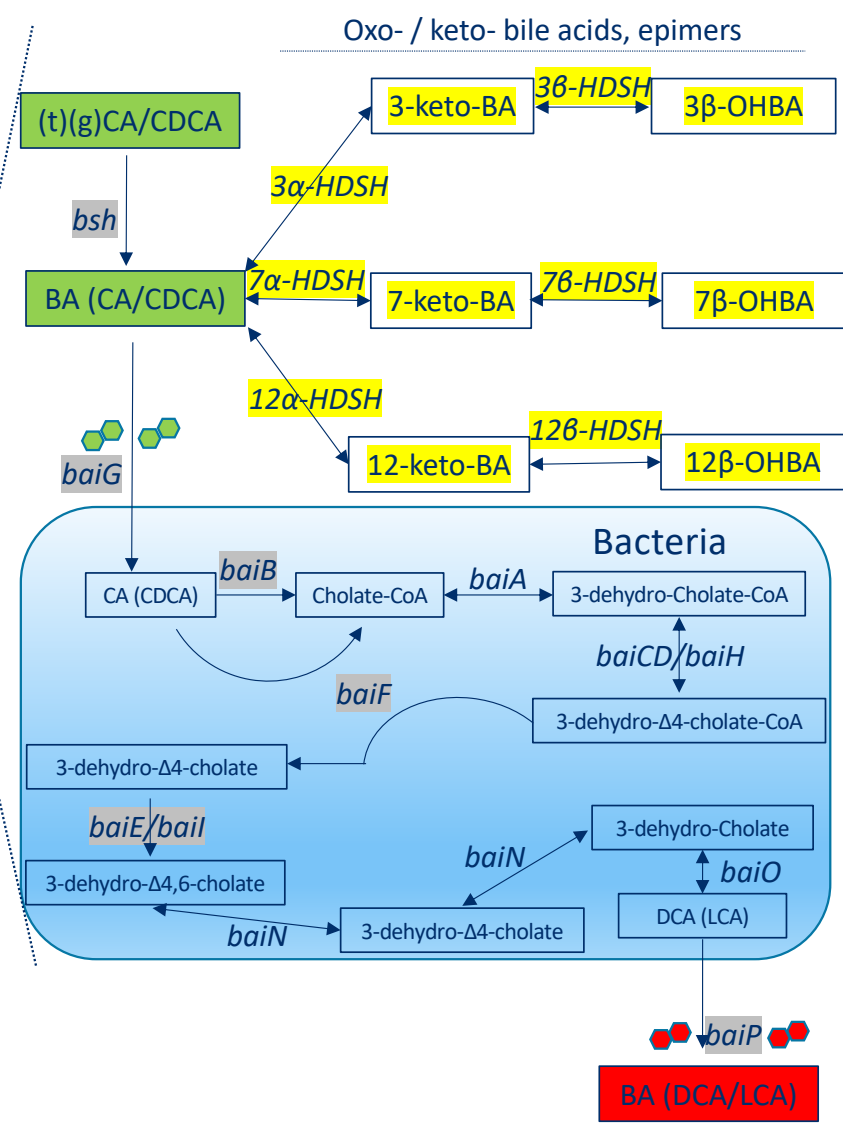 Oxo- / keto- bile acids, epimers
(t)(g)CA/CDCA
3-keto-BA
3β-HDSH
3β-OHBA
3α-HDSH
bsh
BA (CA/CDCA)
7α-HDSH
7-keto-BA
7β-HDSH
7β-OHBA
12α-HDSH
12-keto-BA
12β-HDSH
12β-OHBA
baiG
Bacteria
CA (CDCA)
baiB
Cholate-CoA
baiA
3-dehydro-Cholate-CoA
baiCD/baiH
baiF
3-dehydro-Δ4-cholate-CoA
3-dehydro-Δ4-cholate
baiE/baiI
3-dehydro-Δ4,6-cholate
baiN
3-dehydro-Δ4-cholate
baiN
3-dehydro-Cholate
baiO
DCA (LCA)
baiP
BA (DCA/LCA)